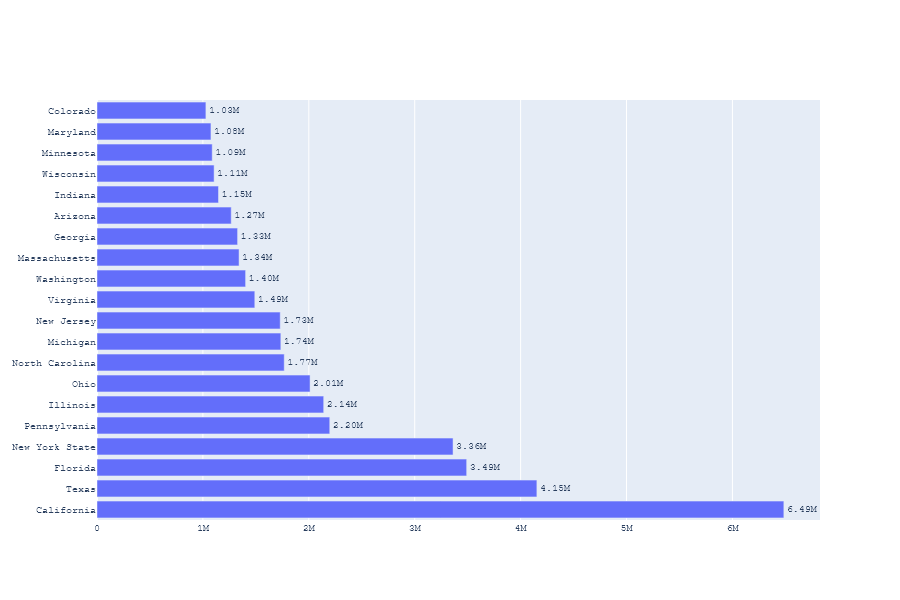 Colorado 1.03M
Maryland 1.08M
Minnesota 1.09M
Wisconsin 1.11M
Indiana 1.15M
Arizona 1.27M
Georgia 1.33M
Massachusetts 1.34M
Washington 1.40M
Virginia 1.49M
New Jersey 1.73M
Michigan 1.74M
North Carolina 1.77M
Ohio 2.01M
Illinois 2.14M
Pennsylvania 2.20M
New York State 3.36M
Florida 3.49M
Texas 4.15M
California 6.49M
0 1M 2M 3M 4M 5M 6M